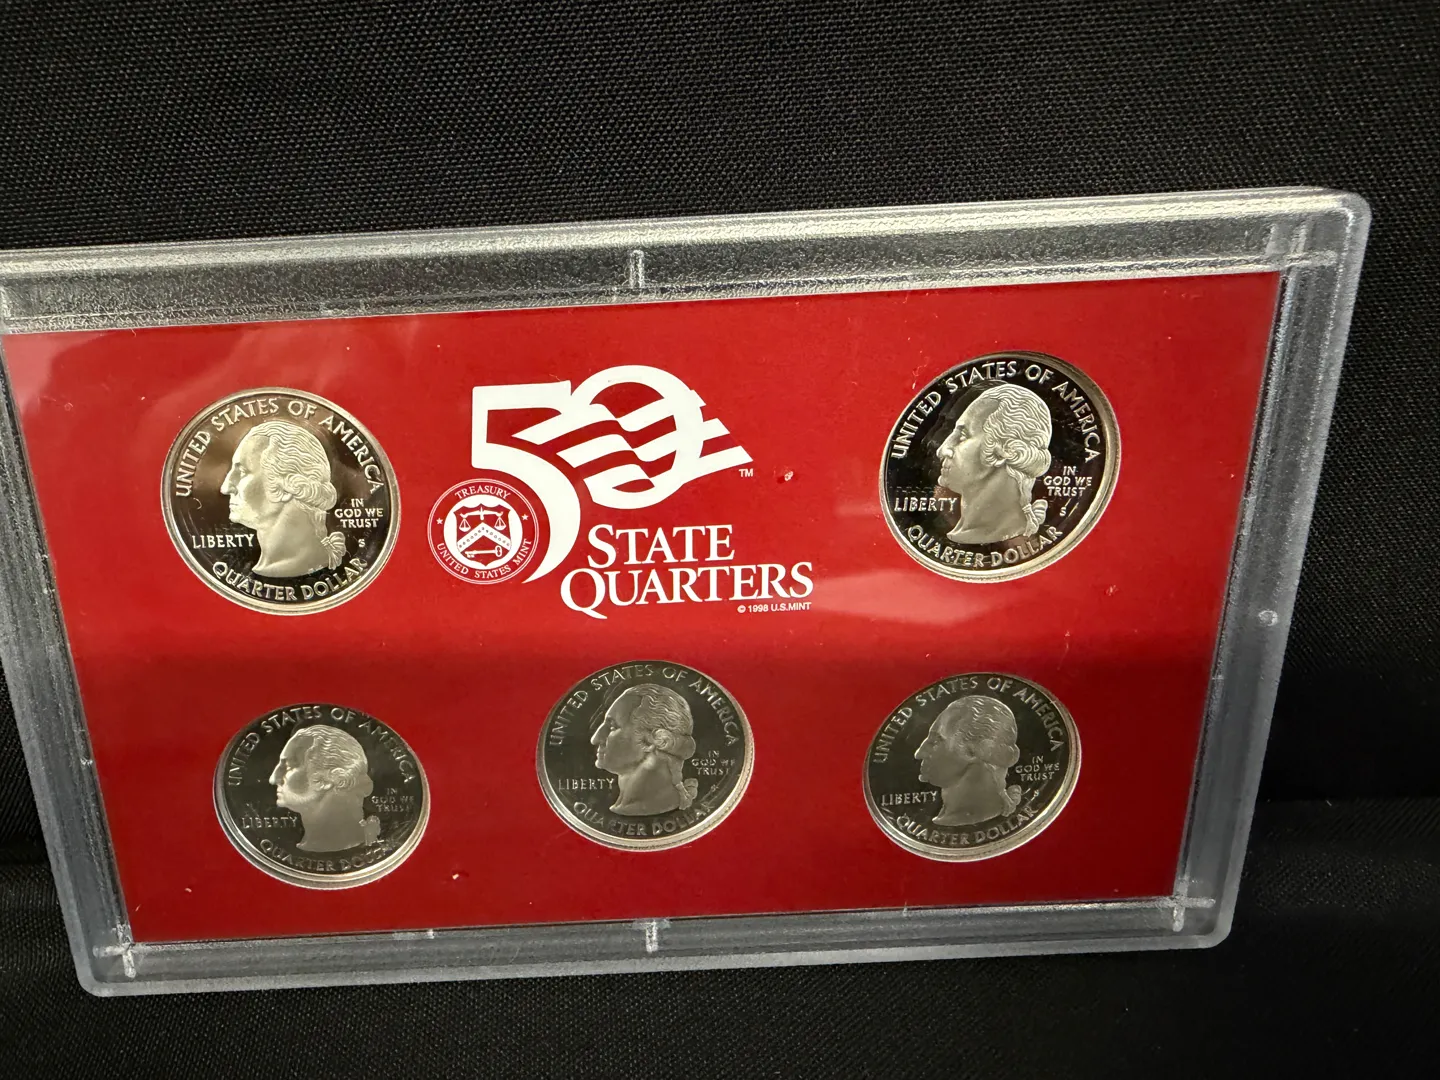 UNITED STATES OF AMERICA
IN
GOD WE
TRUST
LIBERTY
S
QUARTER DOLLAR
50
TM
TREASURY
UNITED STATES MINT
STATE
QUARTERS
© 1998 U.S.MINT
UNITED STATES OF AMERICA
IN
GOD WE
TRUST
LIBERTY
S
QUARTER DOLLAR
UNITED STATES OF AMERICA
IN
GOD WE
TRUST
LIBERTY
QUARTER DOLLAR
UNITED STATES OF AMERICA
IN
GOD WE
TRUST
LIBERTY
QUARTER DOLLAR
UNITED STATES OF AMERICA
IN
GOD WE
TRUST
LIBERTY
QUARTER DOLLAR